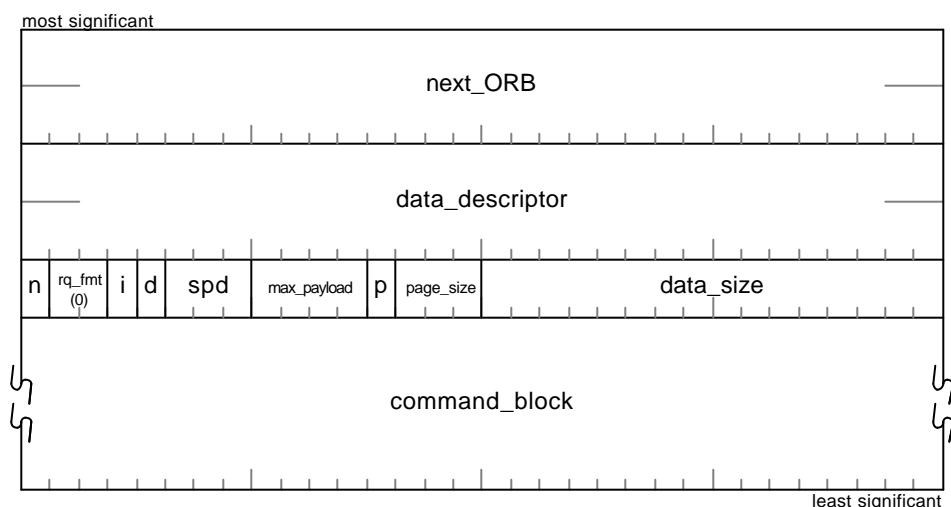 most significant
next_ORB
data_descriptor
n rq_fmt i d spd max_payload p page_size data_size
(0)
command_block
least significant